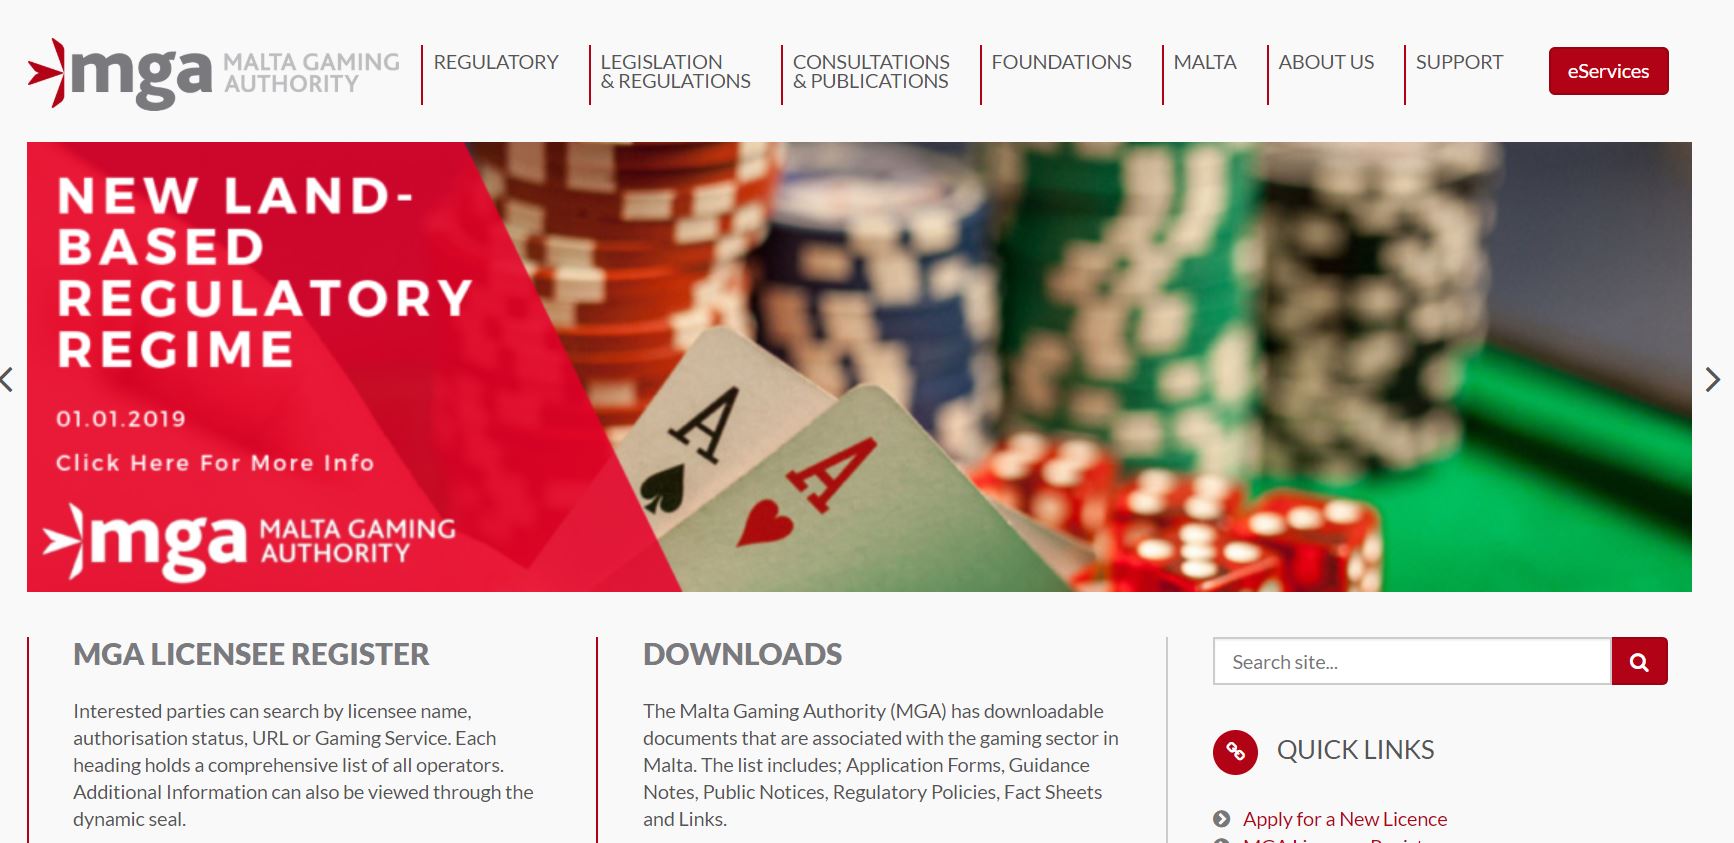 mga MALTA GAMING
AUTHORITY
REGULATORY
LEGISLATION
& REGULATIONS
CONSULTATIONS
& PUBLICATIONS
FOUNDATIONS
MALTA
ABOUT US
SUPPORT
eServices
NEW LAND-
BASED
REGULATORY
REGIME
01.01.2019
Click Here For More Info
mga MALTA GAMING
AUTHORITY
A
A
MGA LICENSEE REGISTER
Interested parties can search by licensee name,
authorisation status, URL or Gaming Service. Each
heading holds a comprehensive list of all operators.
Additional Information can also be viewed through the
dynamic seal.
DOWNLOADS
The Malta Gaming Authority (MGA) has downloadable
documents that are associated with the gaming sector in
Malta. The list includes; Application Forms, Guidance
Notes, Public Notices, Regulatory Policies, Fact Sheets
and Links.
Search site...
QUICK LINKS
Apply for a New Licence